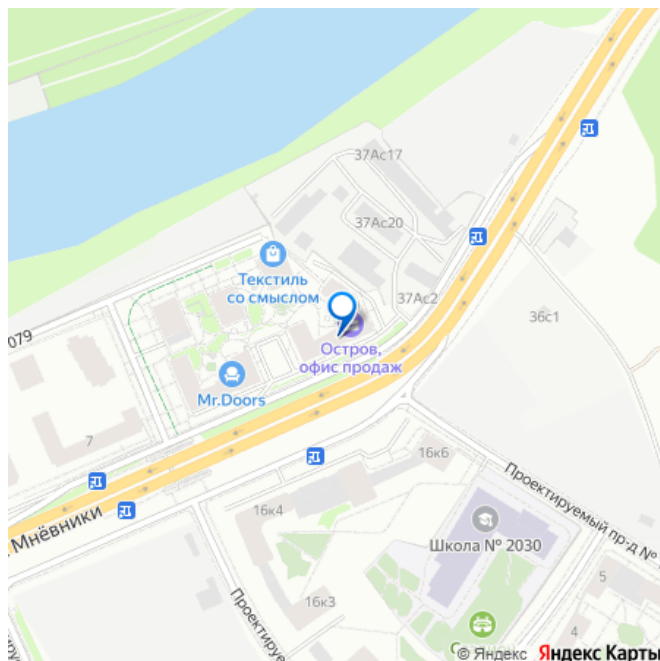 37Ас17
37Ас20
Текстиль
со смыслом
37Ас2
36с1
079
Остров,
офис продаж
Mr.Doors
7
16к6
Мнёвники
16к4
Проектируемый пр-д №
Школа № 2030
16к3
Проектируе
5
4
С
© Яндекс Яндекс Карты